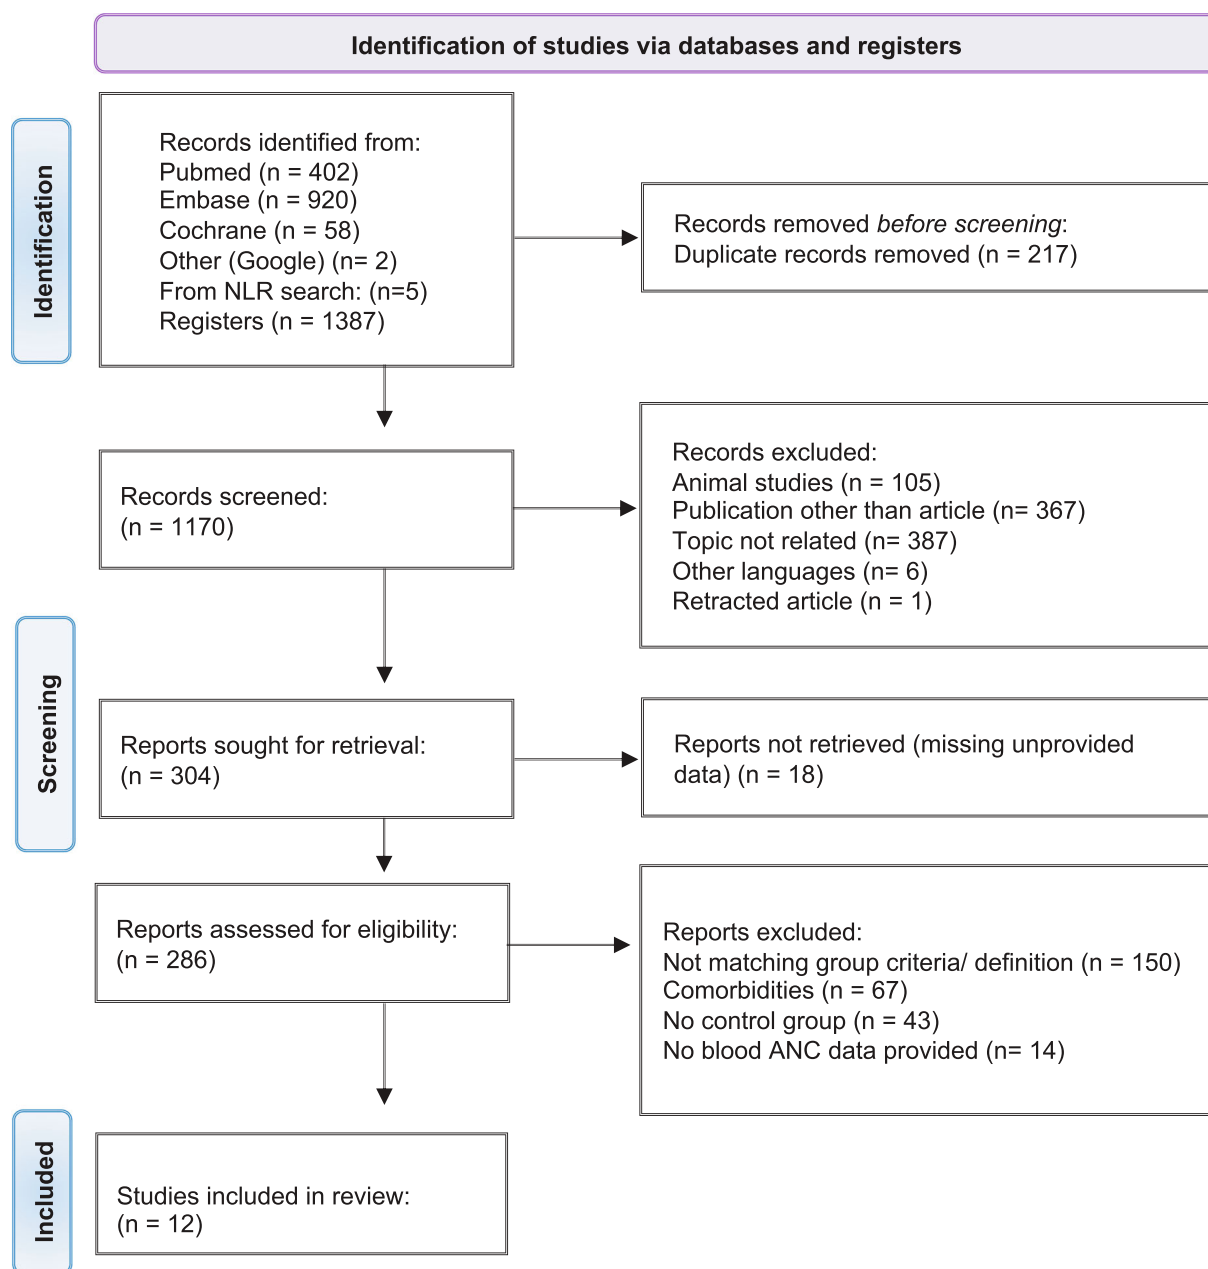 Identification of studies via databases and registers
Identification
Records identified from:
Pubmed (n = 402)
Embase (n = 920)
Cochrane (n = 58)
Other (Google) (n= 2)
From NLR search: (n=5)
Registers (n = 1387)
Records removed before screening:
Duplicate records removed (n = 217)
Records screened:
(n = 1170)
Records excluded:
Animal studies (n = 105)
Publication other than article (n= 367)
Topic not related (n= 387)
Other languages (n= 6)
Retracted article (n = 1)
Screening
Reports sought for retrieval:
(n = 304)
Reports not retrieved (missing unprovided
data) (n = 18)
Reports assessed for eligibility:
(n = 286)
Reports excluded:
Not matching group criteria/ definition (n = 150)
Comorbidities (n = 67)
No control group (n = 43)
No blood ANC data provided (n= 14)
Included
Studies included in review:
(n = 12)